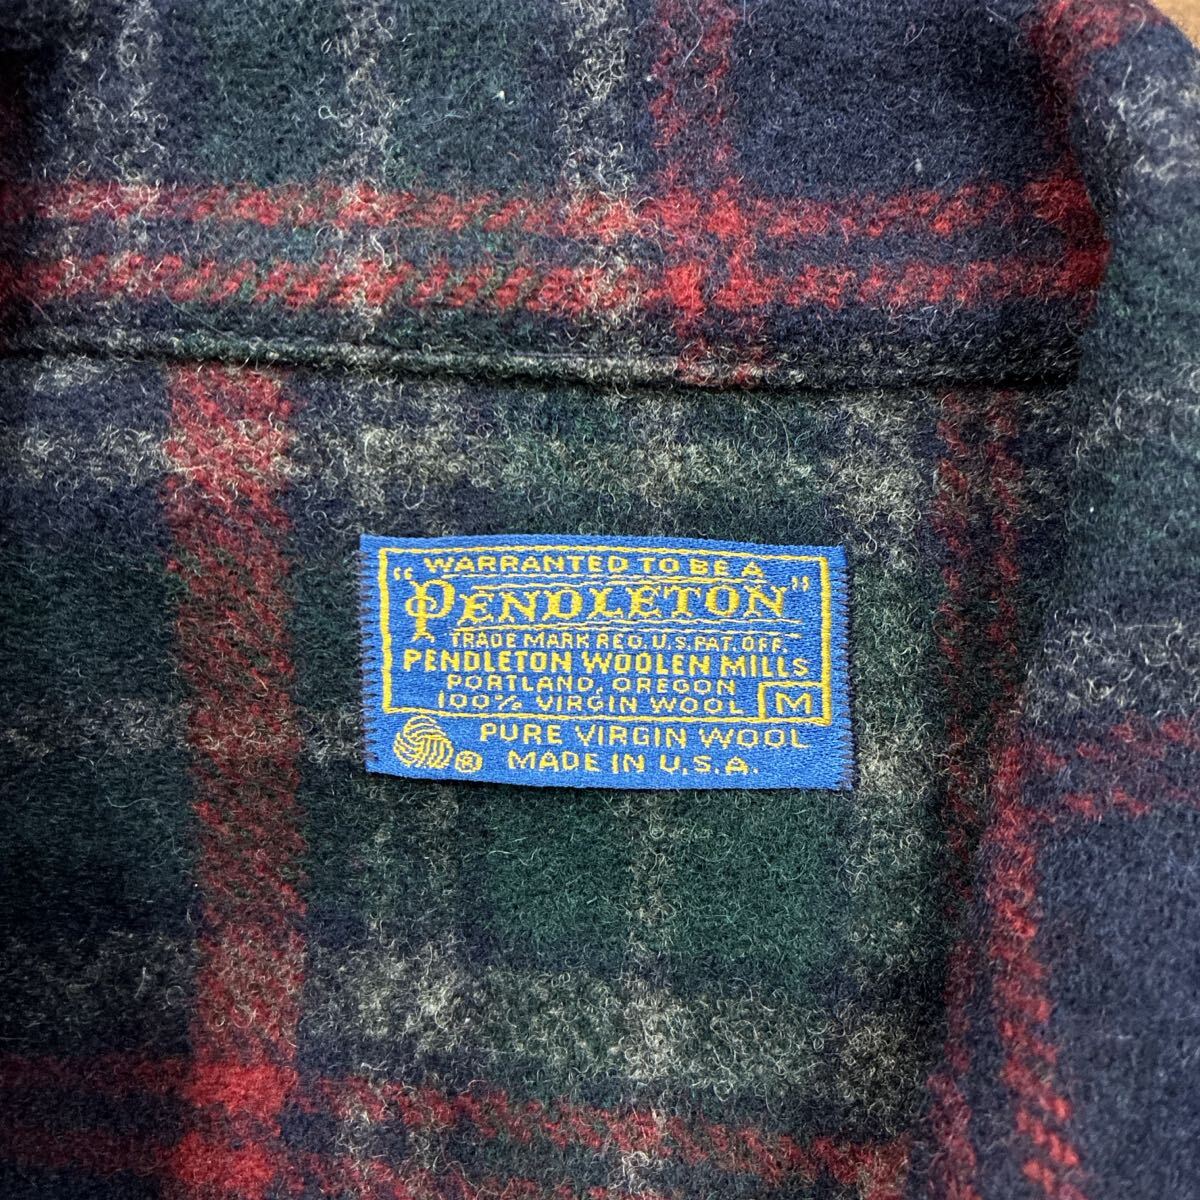 WARRANTED TO BE A
"PENDLETON"
TRADE MARK REG. U.S. PAT. OFF.
PENDLETON WOOLEN MILLS
PORTLAND, OREGON
100% VIRGIN WOOL M
PURE VIRGIN WOOL
® MADE IN U.S.A.